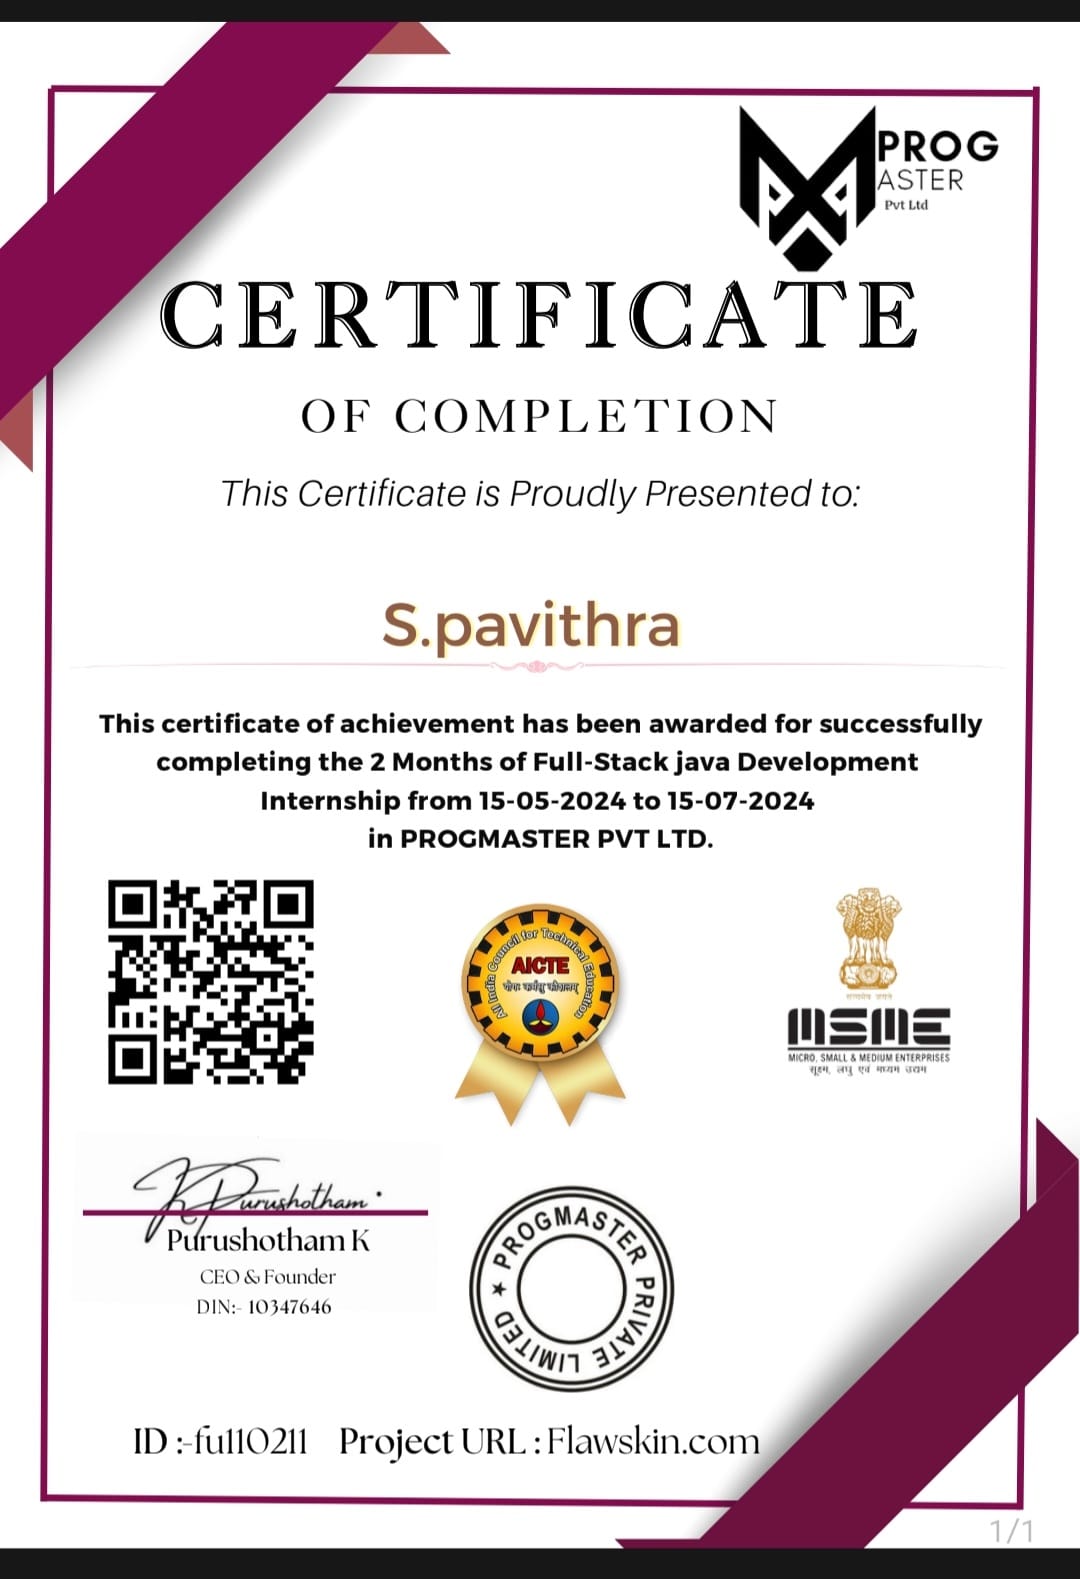 PROG
ASTER
Pvt Ltd
CERTIFICATE
OF COMPLETION
This Certificate is Proudly Presented to:
S.pavithra
This certificate of achievement has been awarded for successfully
completing the 2 Months of Full-Stack java Development
Internship from 15-05-2024 to 15-07-2024
in PROGMASTER PVT LTD.
All India Council for Technical Education
AICTE
योगः कर्मसु कौशलम्
सत्यमेव जयते
MSME
MICRO, SMALL & MEDIUM ENTERPRISES
सूक्ष्म, लघु एवं मध्यम उद्यम
K Purushotham
Purushotham K
CEO & Founder
DIN:- 10347646
PROGMASTER PRIVATE LIMITED
ID :-fu110211 Project URL : Flawskin.com
1/1